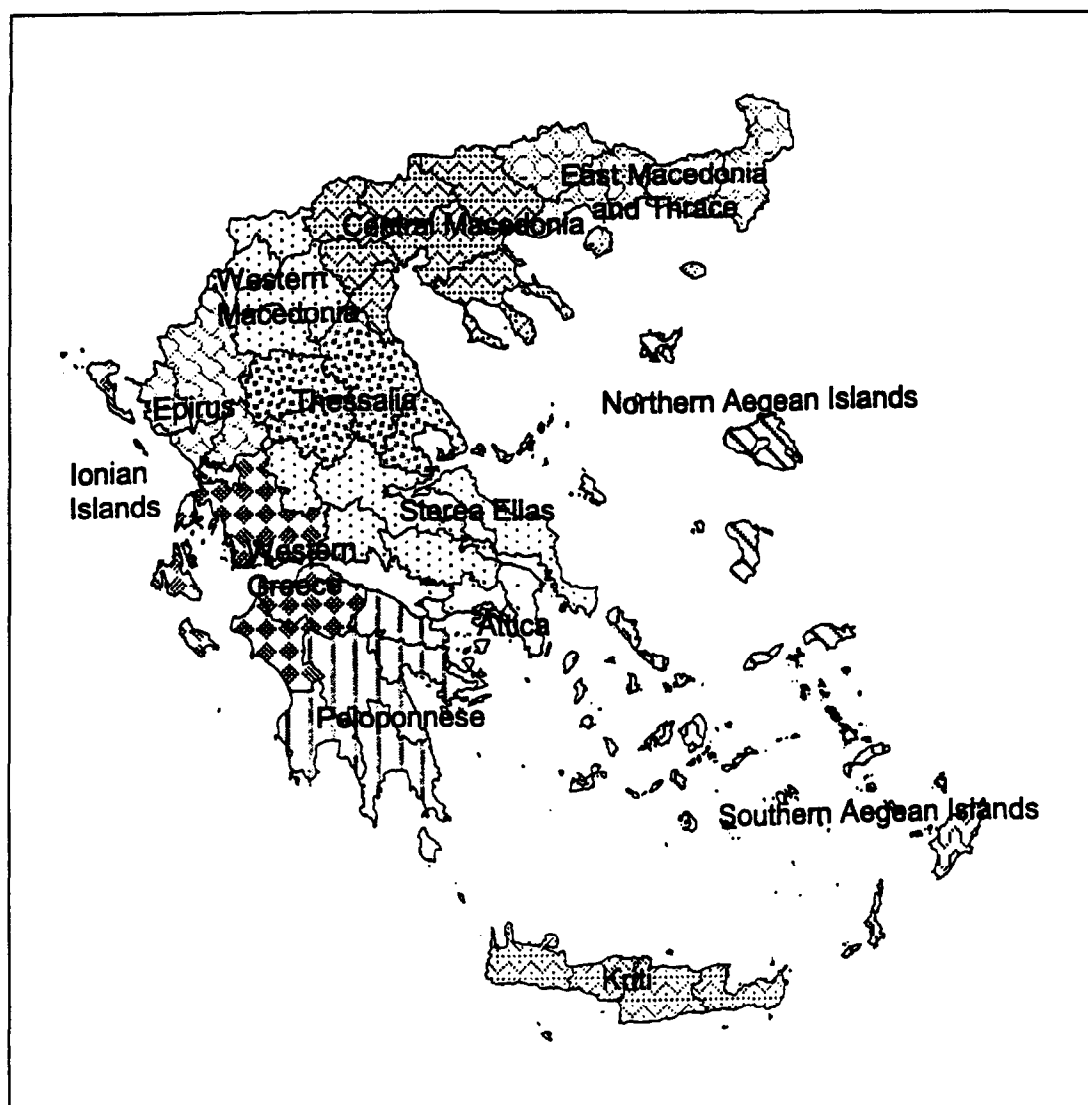 East Macedonia
and Thrace
Central Macedonia
Western
Macedonia
Epirus
Thessalia
Northern Aegean Islands
Ionian
Islands
Sterea Ellas
Western
Greece
Attica
Peloponnese
Southern Aegean Islands
Kriti